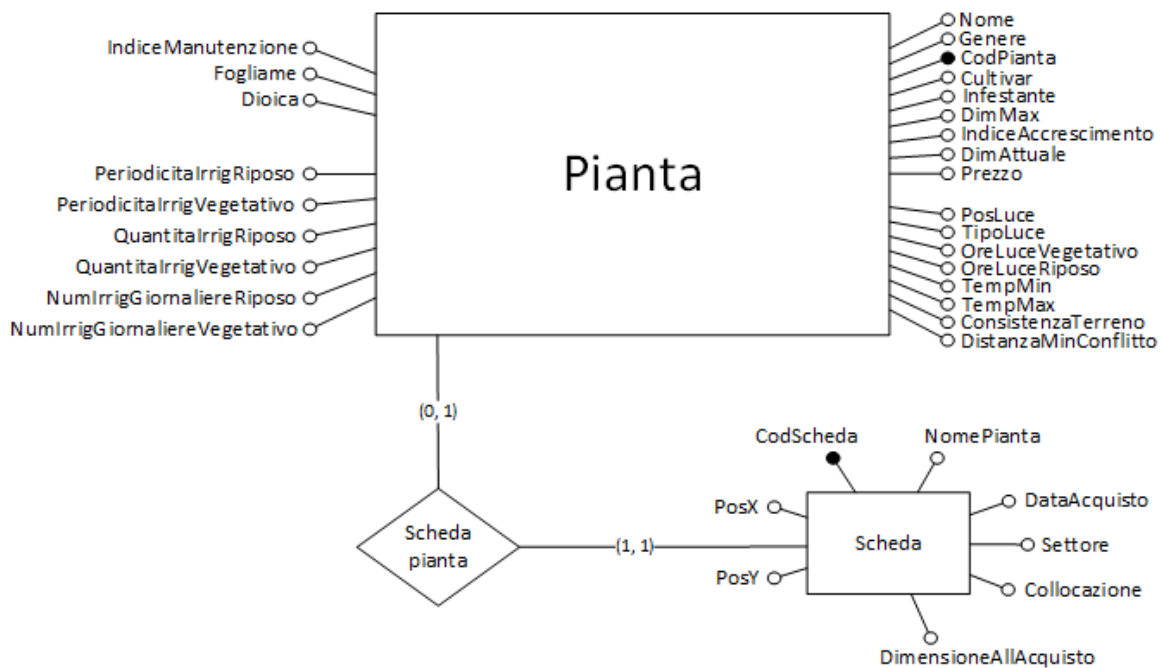 IndiceManutenzione
Fogliame
Dioica
PeriodicitaIrrigRiposo
PeriodicitaIrrigVegetativo
QuantitaIrrigRiposo
QuantitaIrrigVegetativo
NumIrrigGiornaliereRiposo
NumIrrigGiornaliereVegetativo
Pianta
Nome
Genere
CodPianta
Cultivar
Infestante
DimMax
IndiceAccrescimento
DimAttuale
Prezzo
PosLuce
TipoLuce
OreLuceVegetativo
OreLuceRiposo
TempMin
TempMax
ConsistenzaTerreno
DistanzaMinConflitto
(0, 1)
Scheda
pianta
(1, 1)
CodScheda
NomePianta
PosX
PosY
Scheda
DataAcquisto
Settore
Collocazione
DimensioneAllAcquisto